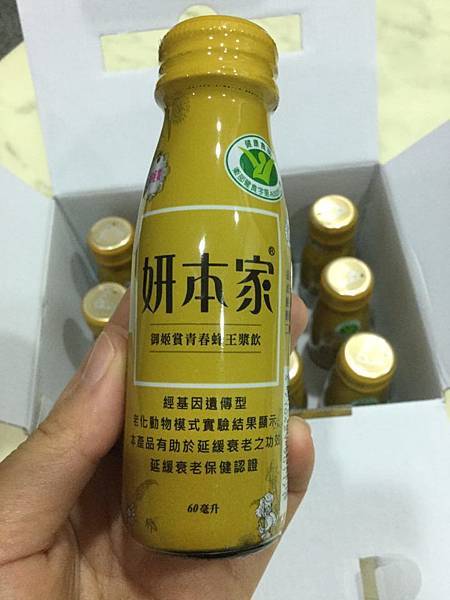 健康食品
妍本家®
御姬賞青春蜂王漿飲
經基因遺傳型
老化動物模式實驗結果顯示
本產品有助於延緩衰老之功效
延緩衰老保健認證
60毫升